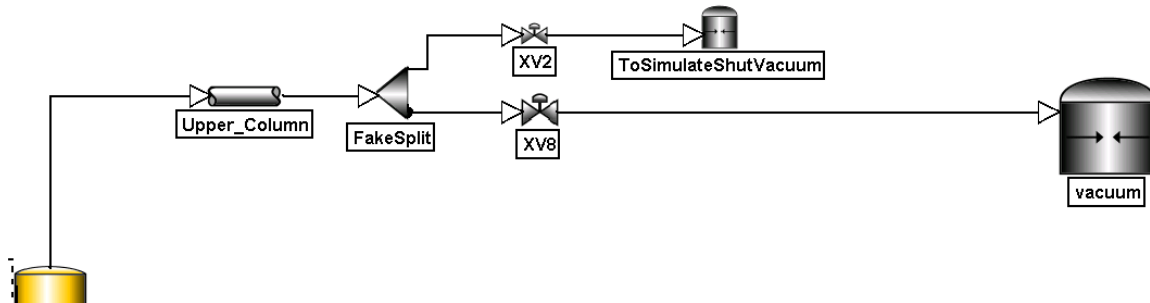 XV2
ToSimulateShutVacuum
Upper_Column
FakeSplit
XV8
vacuum